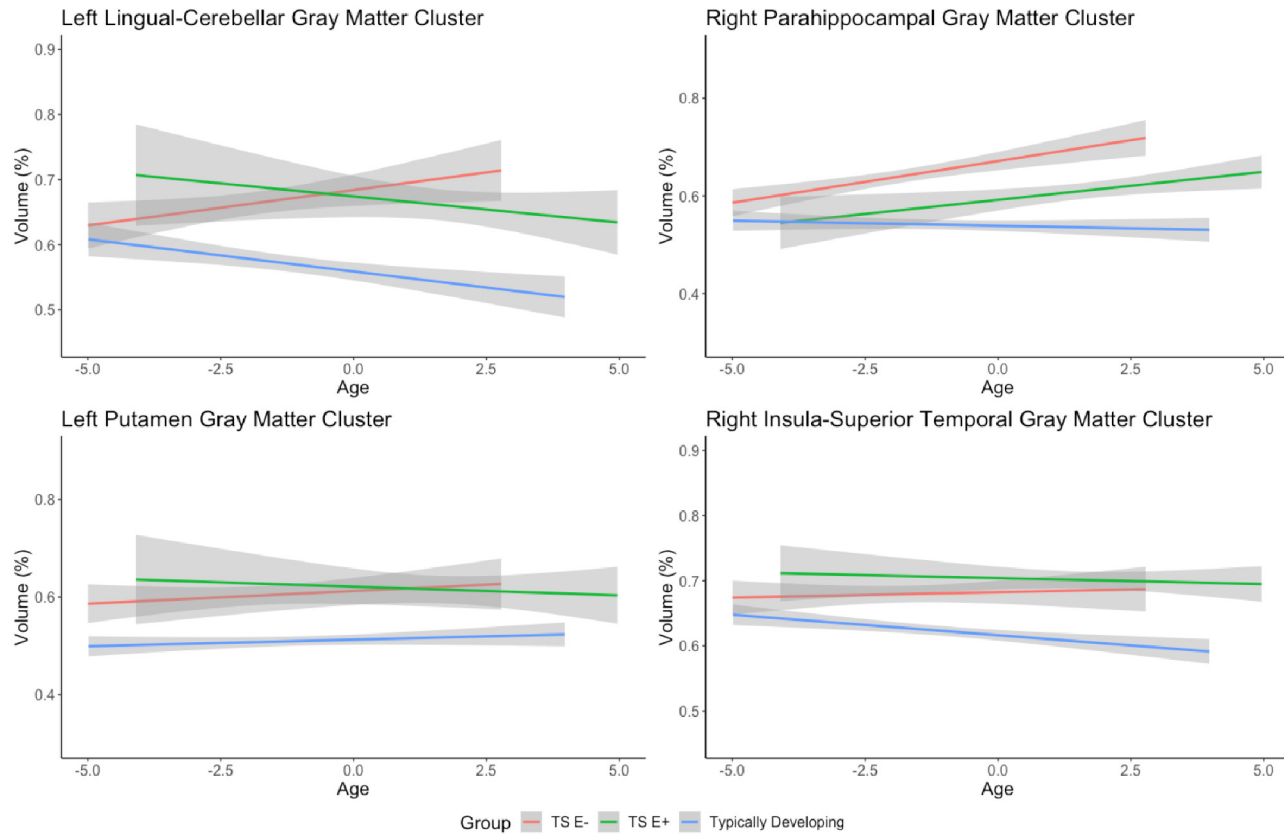 Left Lingual-Cerebellar Gray Matter Cluster
0.9
0.8
0.7
0.6
0.5
Volume (%)
-5.0 -2.5 0.0 2.5 5.0
Age
Right Parahippocampal Gray Matter Cluster
0.8
0.6
0.4
Volume (%)
-5.0 -2.5 0.0 2.5 5.0
Age
Left Putamen Gray Matter Cluster
0.8
0.6
0.4
Volume (%)
-5.0 -2.5 0.0 2.5 5.0
Age
Right Insula-Superior Temporal Gray Matter Cluster
0.9
0.8
0.7
0.6
0.5
Volume (%)
-5.0 -2.5 0.0 2.5 5.0
Age
Group TS E- TS E+ Typically Developing